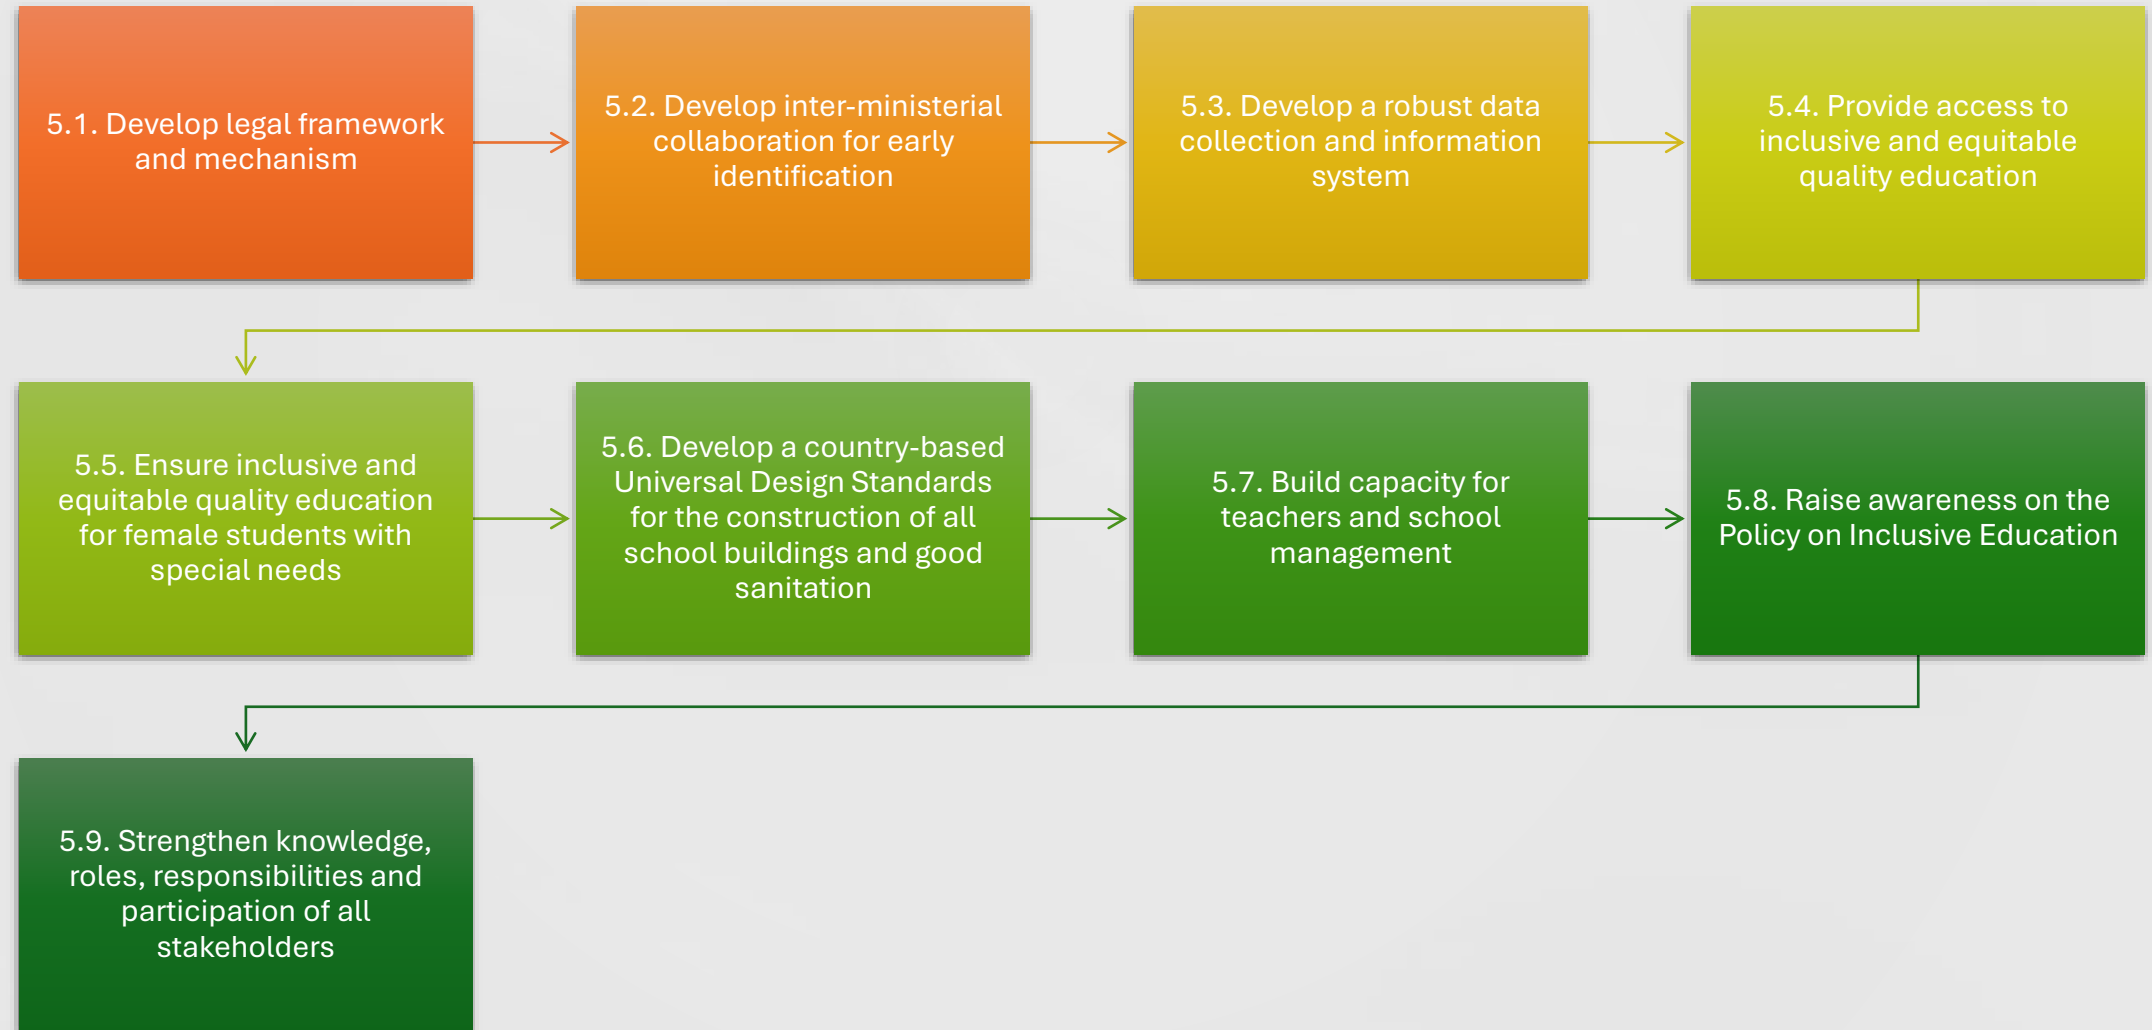 5.1. Develop legal framework
and mechanism
5.2. Develop inter-ministerial
collaboration for early
identification
5.3. Develop a robust data
collection and information
system
5.4. Provide access to
inclusive and equitable
quality education
5.5. Ensure inclusive and
equitable quality education
for female students with
special needs
5.6. Develop a country-based
Universal Design Standards
for the construction of all
school buildings and good
sanitation
5.7. Build capacity for
teachers and school
management
5.8. Raise awareness on the
Policy on Inclusive Education
5.9. Strengthen knowledge,
roles, responsibilities and
participation of all
stakeholders